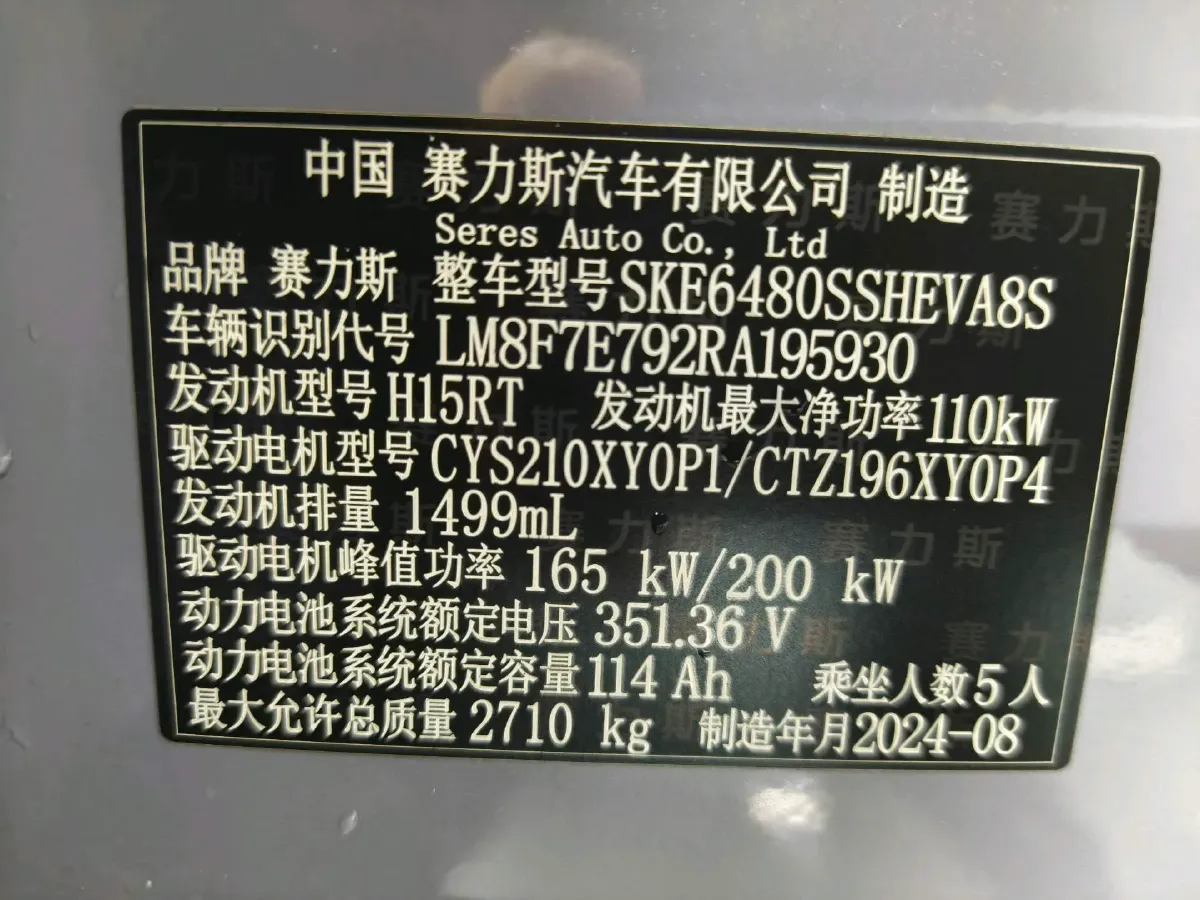 中国 赛力斯汽车有限公司 制造
Seres Auto Co., Ltd
品牌 赛力斯 整车型号SKE6480SSHEVA8S
车辆识别代号 LM8F7E792RA195930
发动机型号 H15RT 发动机最大净功率110kW
驱动电机型号 CYS210XY0P1/CTZ196XY0P4
发动机排量 1499mL
驱动电机峰值功率 165 kW/200 kW
动力电池系统额定电压 351.36 V
动力电池系统额定容量114 Ah 乘坐人数5人
最大允许总质量 2710 kg 制造年月2024-08